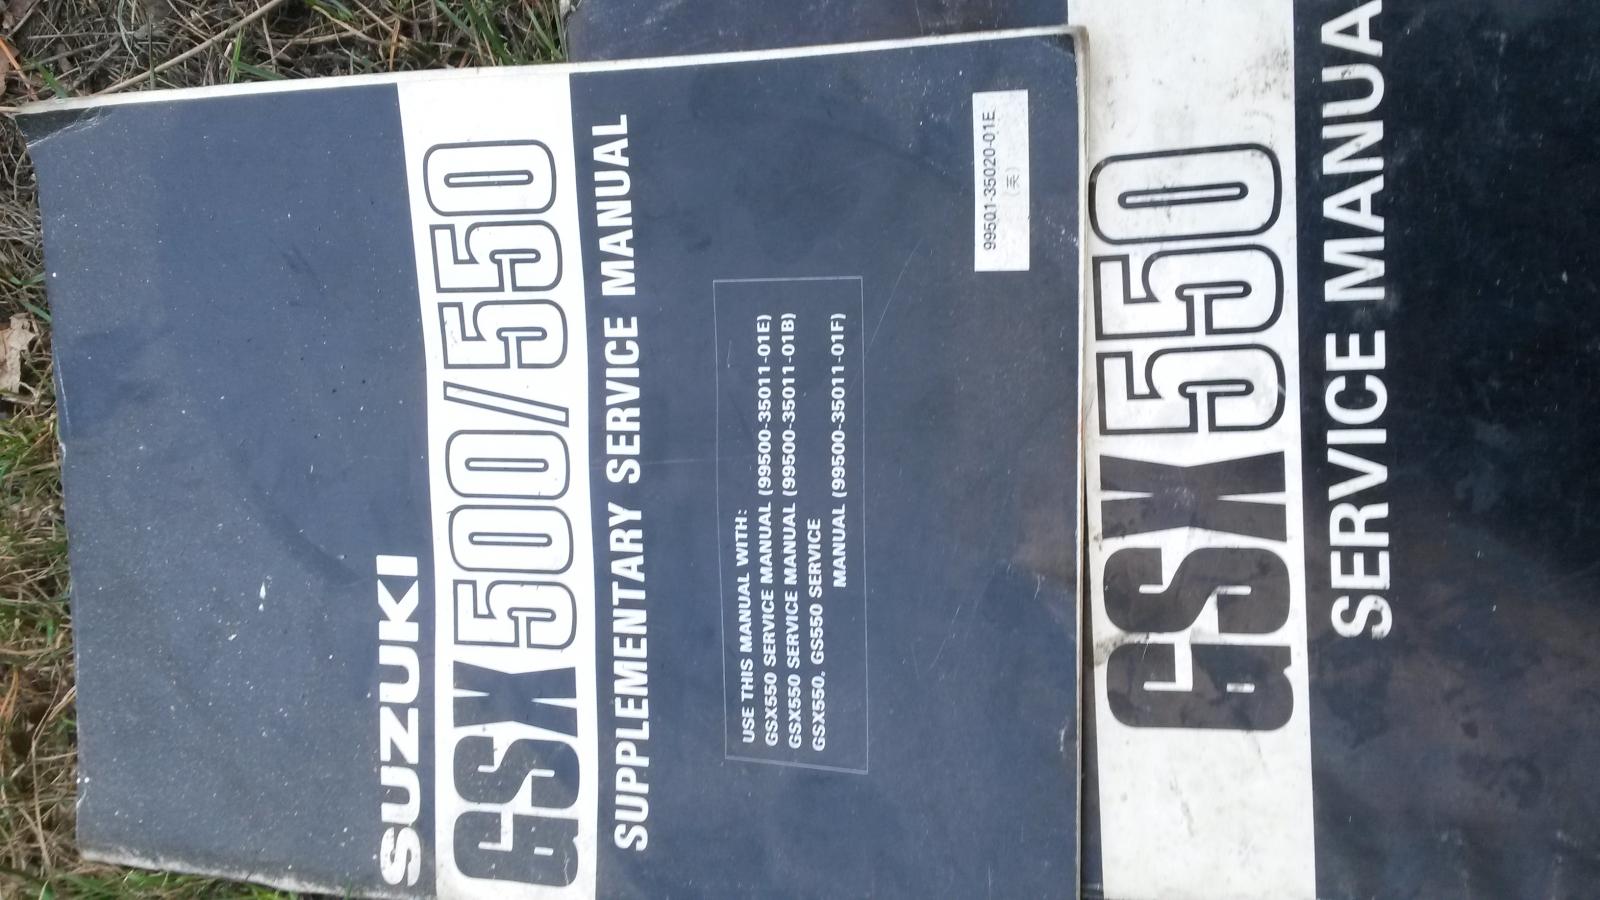 SUZUKI
GSX500/550
SUPPLEMENTARY SERVICE MANUAL
USE THIS MANUAL WITH:
GSX550 SERVICE MANUAL (99500-35011-01E)
GSX550 SERVICE MANUAL (99500-35011-01B)
GSX550, GS550 SERVICE
MANUAL (99500-35011-01F)
99501-35020-01E
(英)
GSX550
SERVICE MANUA